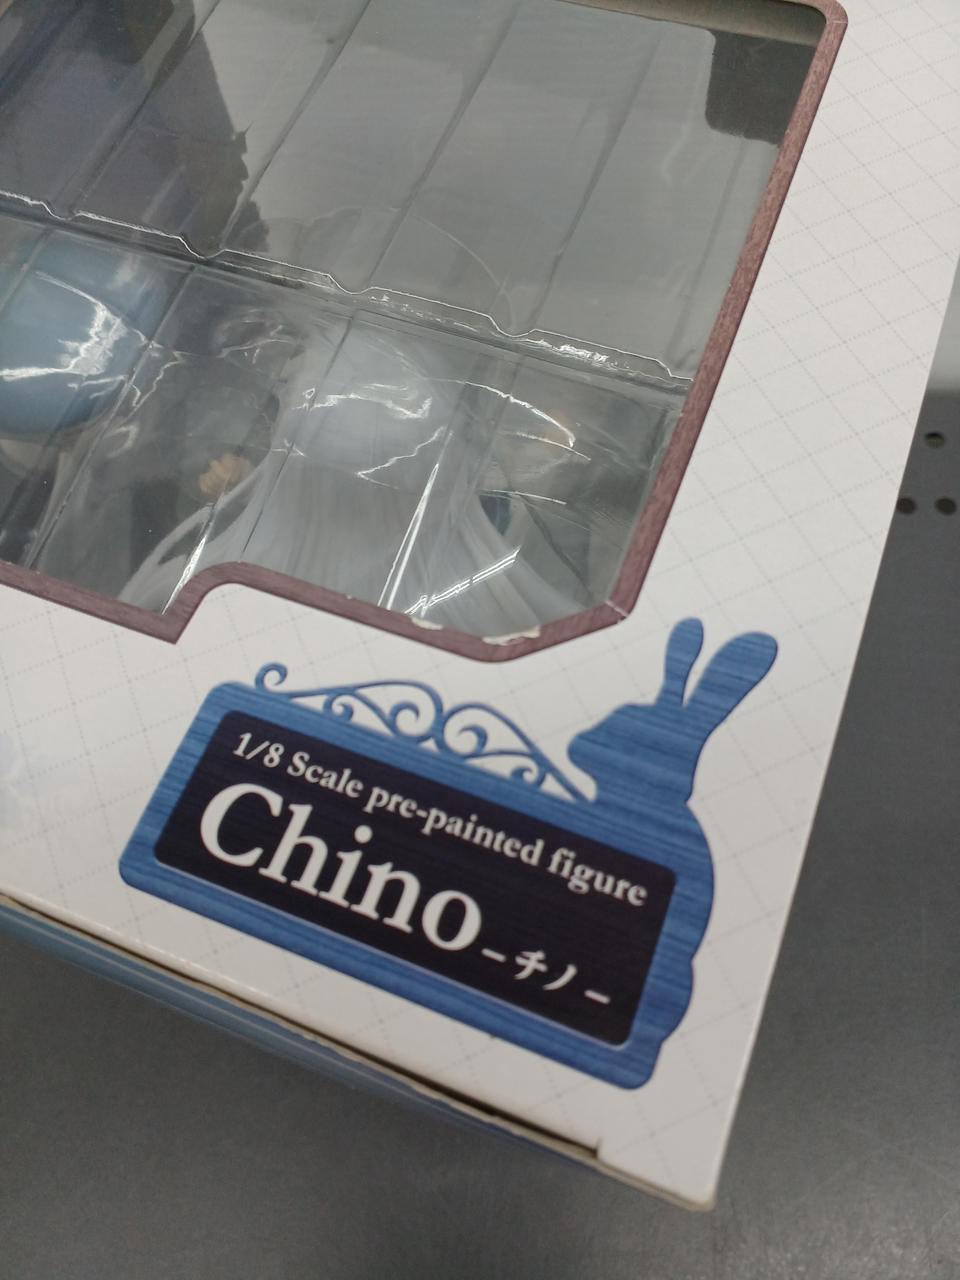 1/8 Scale pre-painted figure
Chino -チノ-